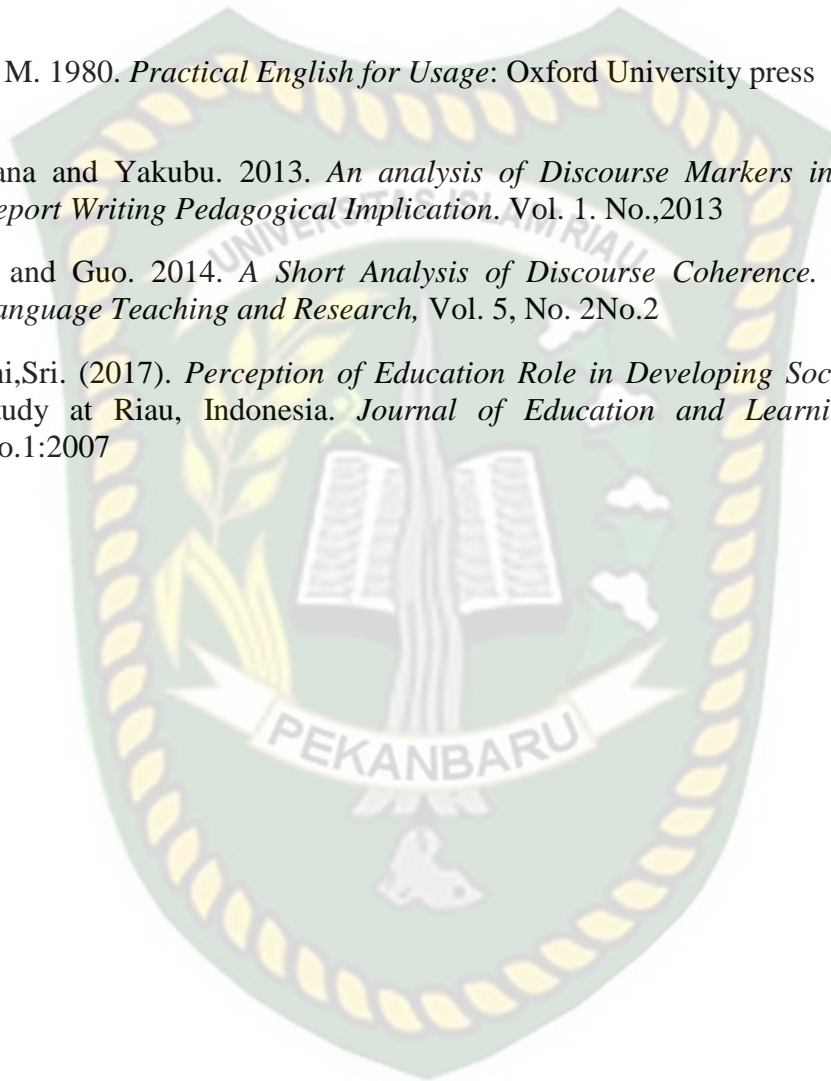 M. 1980. Practical English for Usage: Oxford University press
ana and Yakubu. 2013. An analysis of Discourse Markers in
eport Writing Pedagogical Implication. Vol. 1. No.,2013
and Guo. 2014. A Short Analysis of Discourse Coherence.
anguage Teaching and Research, Vol. 5, No. 2No.2
ni,Sri. (2017). Perception of Education Role in Developing Soc
tudy at Riau, Indonesia. Journal of Education and Learni
o.1:2007
UNIVERSITAS ISLAM RIAU
PEKANBARU